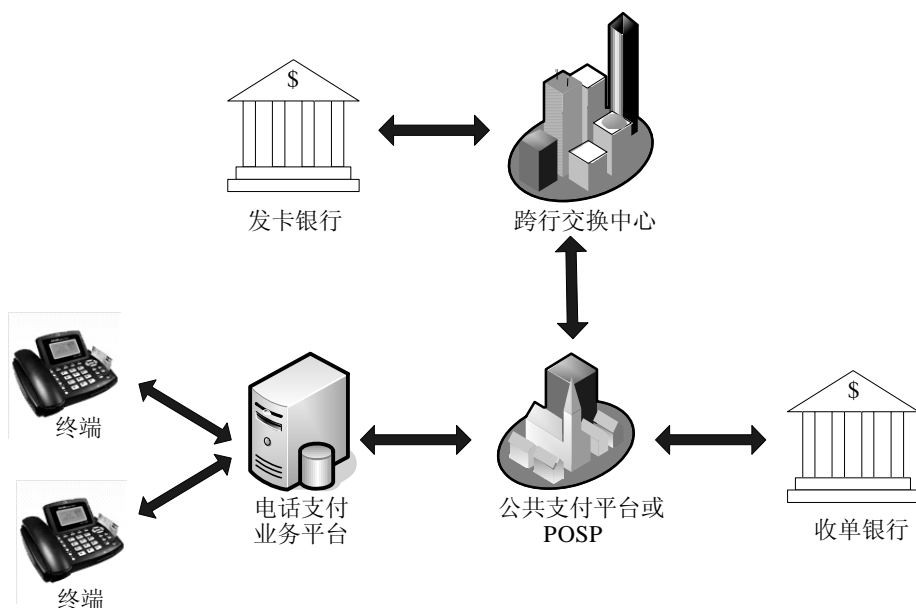 $
发卡银行
跨行交换中心
终端
电话支付
业务平台
公共支付平台或
POSP
$
收单银行
终端